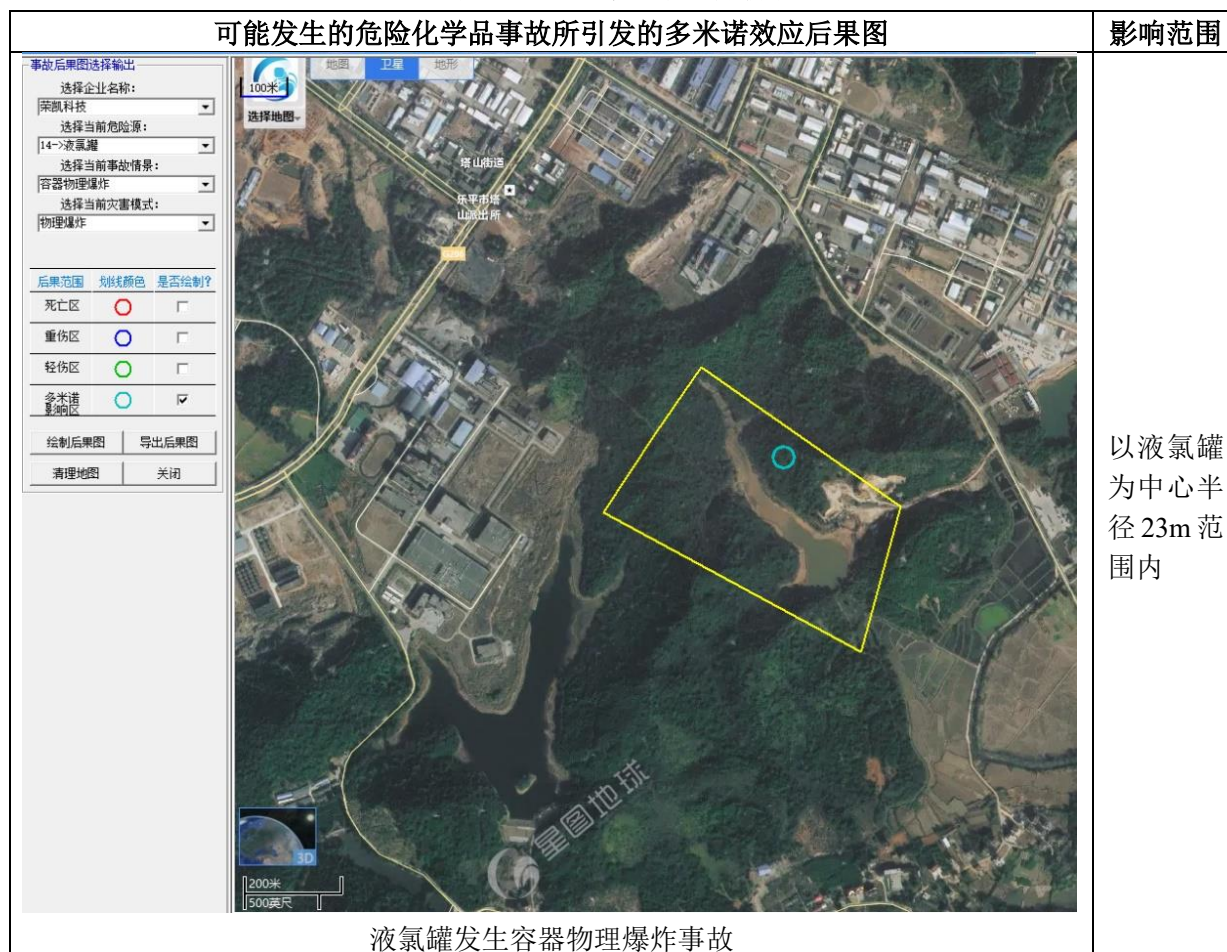 可能发生的危险化学品事故所引发的多米诺效应后果图
影响范围
事故后果图选择输出
选择企业名称:
荣凯科技
选择当前危险源:
14->液氯罐
选择当前事故情景:
容器物理爆炸
选择当前灾害模式:
物理爆炸
后果范围 划线颜色 是否绘制?
死亡区
重伤区
轻伤区
多米诺
影响区
绘制后果图 导出后果图
清理地图 关闭
地图 卫星 地形
100米
选择地图
塔山街道
乐平市塔
山派出所
星图地球
3D
200米
500英尺
以液氯罐
为中心半
径 23m 范
围内
液氯罐发生容器物理爆炸事故